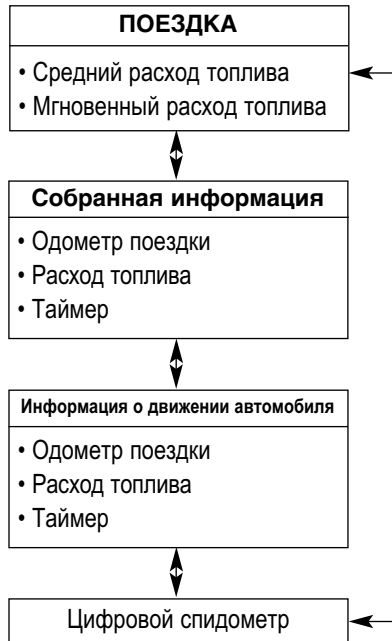 ПОЕЗДКА
• Средний расход топлива
• Мгновенный расход топлива
Собранная информация
• Одометр поездки
• Расход топлива
• Таймер
Информация о движении автомобиля
• Одометр поездки
• Расход топлива
• Таймер
Цифровой спидометр